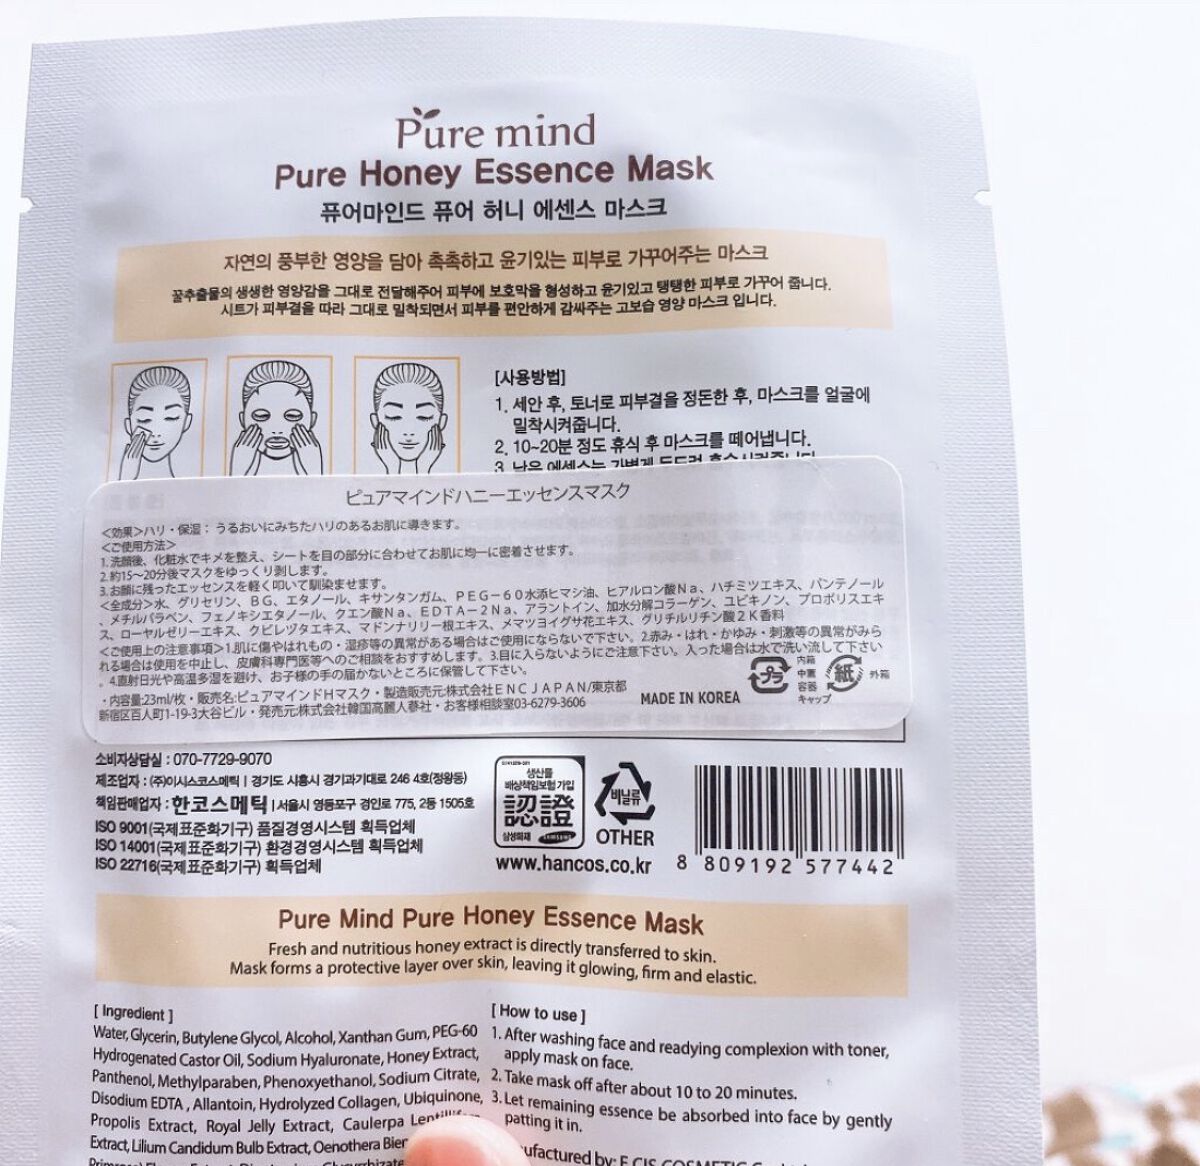 Pure mind
Pure Honey Essence Mask
퓨어마인드 퓨어 허니 에센스 마스크
자연의 풍부한 영양을 담아 촉촉하고 윤기있는 피부로 가꾸어주는 마스크
꿀추출물의 생생한 영양감을 그대로 전달해주어 피부에 보호막을 형성하고 윤기있고 탱탱한 피부로 가꾸어 줍니다.
시트가 피부결을 따라 그대로 밀착되면서 피부를 편안하게 감싸주는 고보습 영양 마스크 입니다.
[사용방법]
1. 세안 후, 토너로 피부결을 정돈한 후, 마스크를 얼굴에
밀착시켜줍니다.
2. 10~20분 정도 휴식 후 마스크를 떼어냅니다.
3. 남은 에센스는 가볍게 두드려 흡수시켜줍니다.
ピュアマインドハニーエッセンスマスク
<効果>ハリ・保湿：うるおいにみちたハリのあるお肌に導きます。
<ご使用方法>
1.洗顔後、化粧水でキメを整え、シートを目の部分に合わせてお肌に均一に密着させます。
2.約15～20分後マスクをゆっくり剥します。
3.お顔に残ったエッセンスを軽く叩いて馴染ませます。
<全成分>水、グリセリン、BG、エタノール、キサンタンガム、PEG－60水添ヒマシ油、ヒアルロン酸Na、ハチミツエキス、パンテノール
、メチルパラベン、フェノキシエタノール、クエン酸Na、EDTA－2Na、アラントイン、加水分解コラーゲン、ユビキノン、プロポリスエキ
ス、ローヤルゼリーエキス、クビレヅタエキス、マドンナリリー根エキス、メマツヨイグサ花エキス、グリチルリチン酸2K香料
<ご使用上の注意事項>1.肌に傷やはれもの・湿疹等の異常がある場合はご使用にならないで下さい。2.赤み・はれ・かゆみ・刺激等の異常がみら
れる場合は使用を中止し、皮膚科専門医等へのご相談をおすすめします。3.目に入らないようにご注意下さい。入った場合は水で洗い流して下さい
。4.直射日光や高温多湿を避け、お子様の手の届かないところに保管して下さい。
・内容量:23ml/枚・販売名:ピュアマインドHマスク・製造販売元:株式会社ENCJAPAN/東京都
新宿区百人町1-19-3大谷ビル・発売元:株式会社韓国高麗人蔘社・お客様相談室03-6279-3606
MADE IN KOREA
プラ
内箱
中蓋
容器
キャップ
紙
外箱
소비자상담실 : 070-7729-9070
제조업자 : (주)이시스코스메틱 | 경기도 시흥시 경기과기대로 246 4호(정왕동)
책임판매업자 : 한코스메틱 | 서울시 영등포구 경인로 775, 2동 1505호
ISO 9001(국제표준화기구) 품질경영시스템 획득업체
ISO 14001(국제표준화기구) 환경경영시스템 획득업체
ISO 22716(국제표준화기구) 획득업체
생산물
배상책임보험 가입
認證
삼성화재 SAMSUNG
비닐류
OTHER
www.hancos.co.kr
8 809192 577442
Pure Mind Pure Honey Essence Mask
Fresh and nutritious honey extract is directly transferred to skin.
Mask forms a protective layer over skin, leaving it glowing, firm and elastic.
[ Ingredient ]
Water, Glycerin, Butylene Glycol, Alcohol, Xanthan Gum, PEG-60
Hydrogenated Castor Oil, Sodium Hyaluronate, Honey Extract,
Panthenol, Methylparaben, Phenoxyethanol, Sodium Citrate,
Disodium EDTA , Allantoin, Hydrolyzed Collagen, Ubiquinone,
Propolis Extract, Royal Jelly Extract, Caulerpa Lentillifera
Extract, Lilium Candidum Bulb Extract, Oenothera Bien
[ How to use ]
1. After washing face and readying complexion with toner,
apply mask on face.
2. Take mask off after about 10 to 20 minutes.
3. Let remaining essence be absorbed into face by gently
patting it in.
ufactured by: E CIS COSMETIC